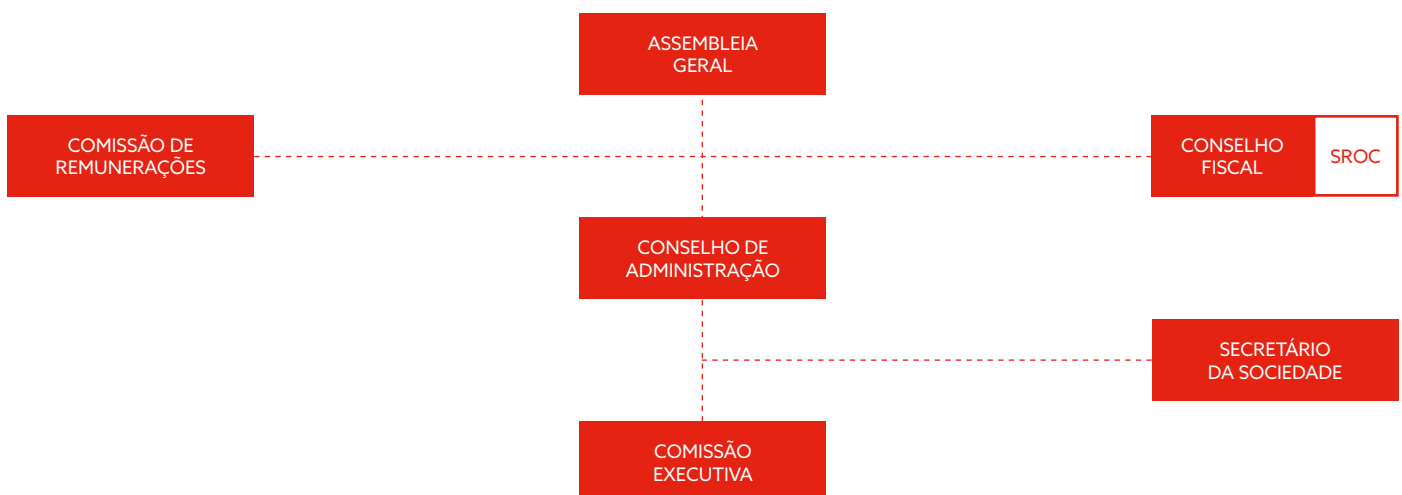 ASSEMBLEIA
GERAL
COMISSÃO DE
REMUNERAÇÕES
CONSELHO
FISCAL
SROC
CONSELHO DE
ADMINISTRAÇÃO
SECRETÁRIO
DA SOCIEDADE
COMISSÃO
EXECUTIVA